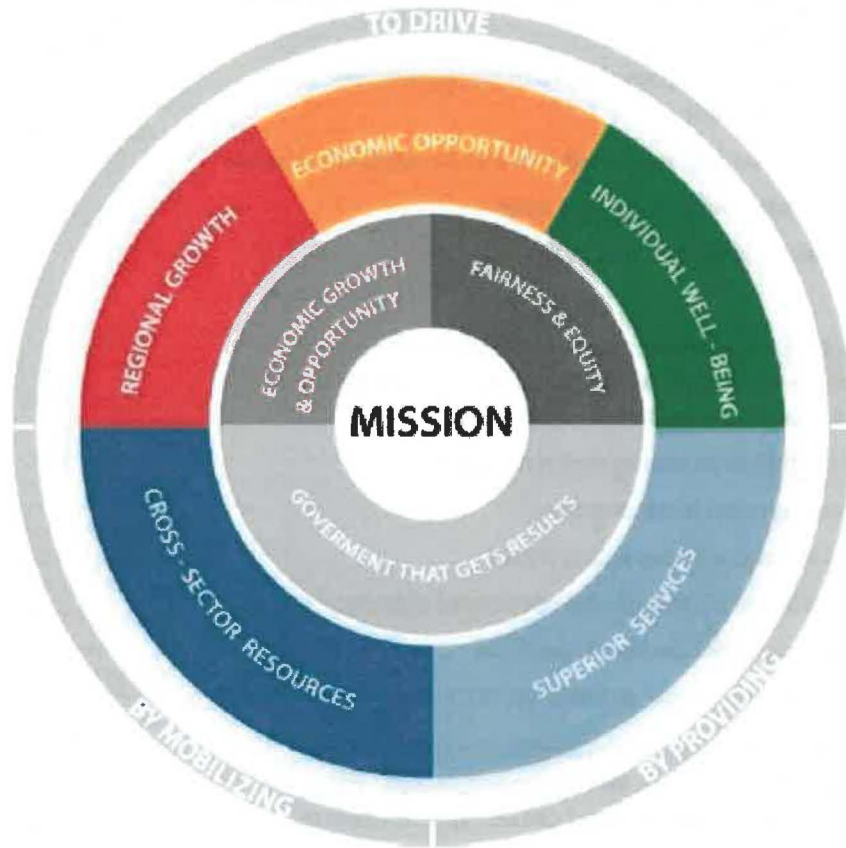 TO DRIVE
ECONOMIC OPPORTUNITY
REGIONAL GROWTH
INDIVIDUAL WELL - BEING
ECONOMIC GROWTH
& OPPORTUNITY
FAIRNESS & EQUITY
MISSION
GOVERMENT THAT GETS RESULTS
CROSS - SECTOR RESOURCES
SUPERIOR SERVICES
BY MOBILIZING
BY PROVIDING